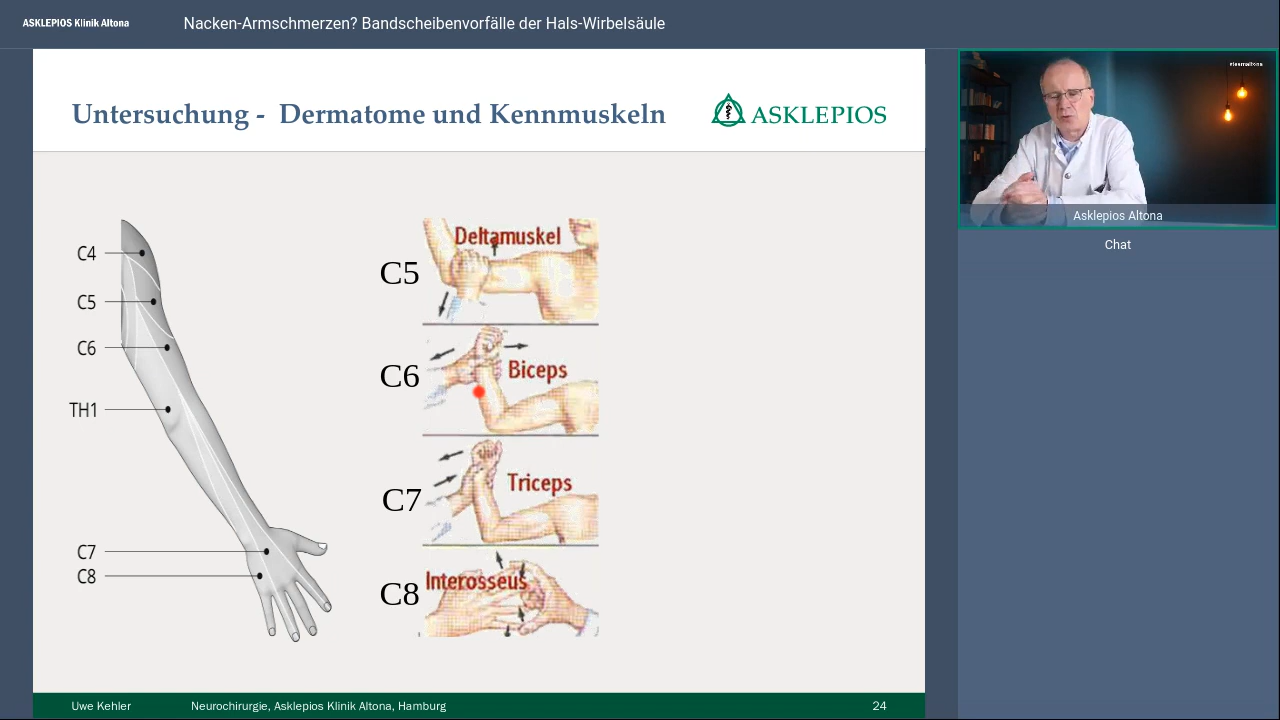 ASKLEPIOS Klinik Altona
Nacken-Armschmerzen? Bandscheibenvorfälle der Hals-Wirbelsäule
Untersuchung - Dermatome und Kennmuskeln
ASKLEPIOS
#teamaltona
Asklepios Altona
Chat
C4
C5
C6
TH1
C7
C8
C5
Deltamuskel
C6
Biceps
C7
Triceps
C8
Interosseus
Uwe Kehler
Neurochirurgie, Asklepios Klinik Altona, Hamburg
24